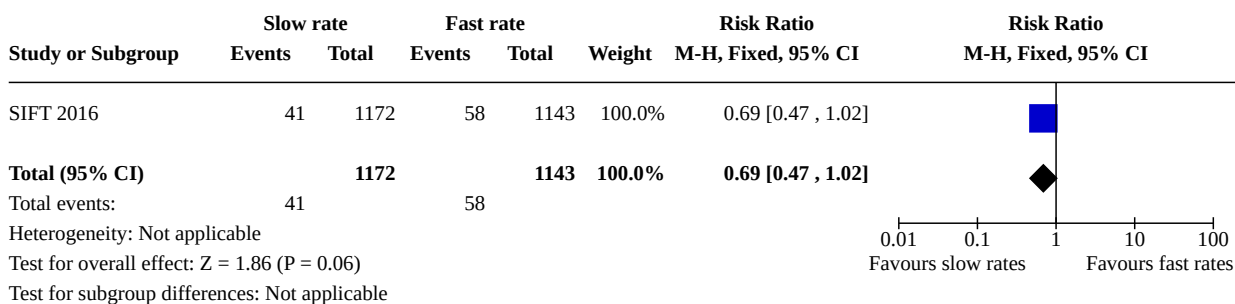 Slow rate Fast rate Risk Ratio Risk Ratio
Study or Subgroup Events Total Events Total Weight M-H, Fixed, 95% CI M-H, Fixed, 95% CI
SIFT 2016 41 1172 58 1143 100.0% 0.69 [0.47 , 1.02]
Total (95% CI) 1172 1143 100.0% 0.69 [0.47 , 1.02]
Total events: 41 58
Heterogeneity: Not applicable 0.01 0.1 1 10 100
Test for overall effect: Z = 1.86 (P = 0.06) Favours slow rates Favours fast rates
Test for subgroup differences: Not applicable